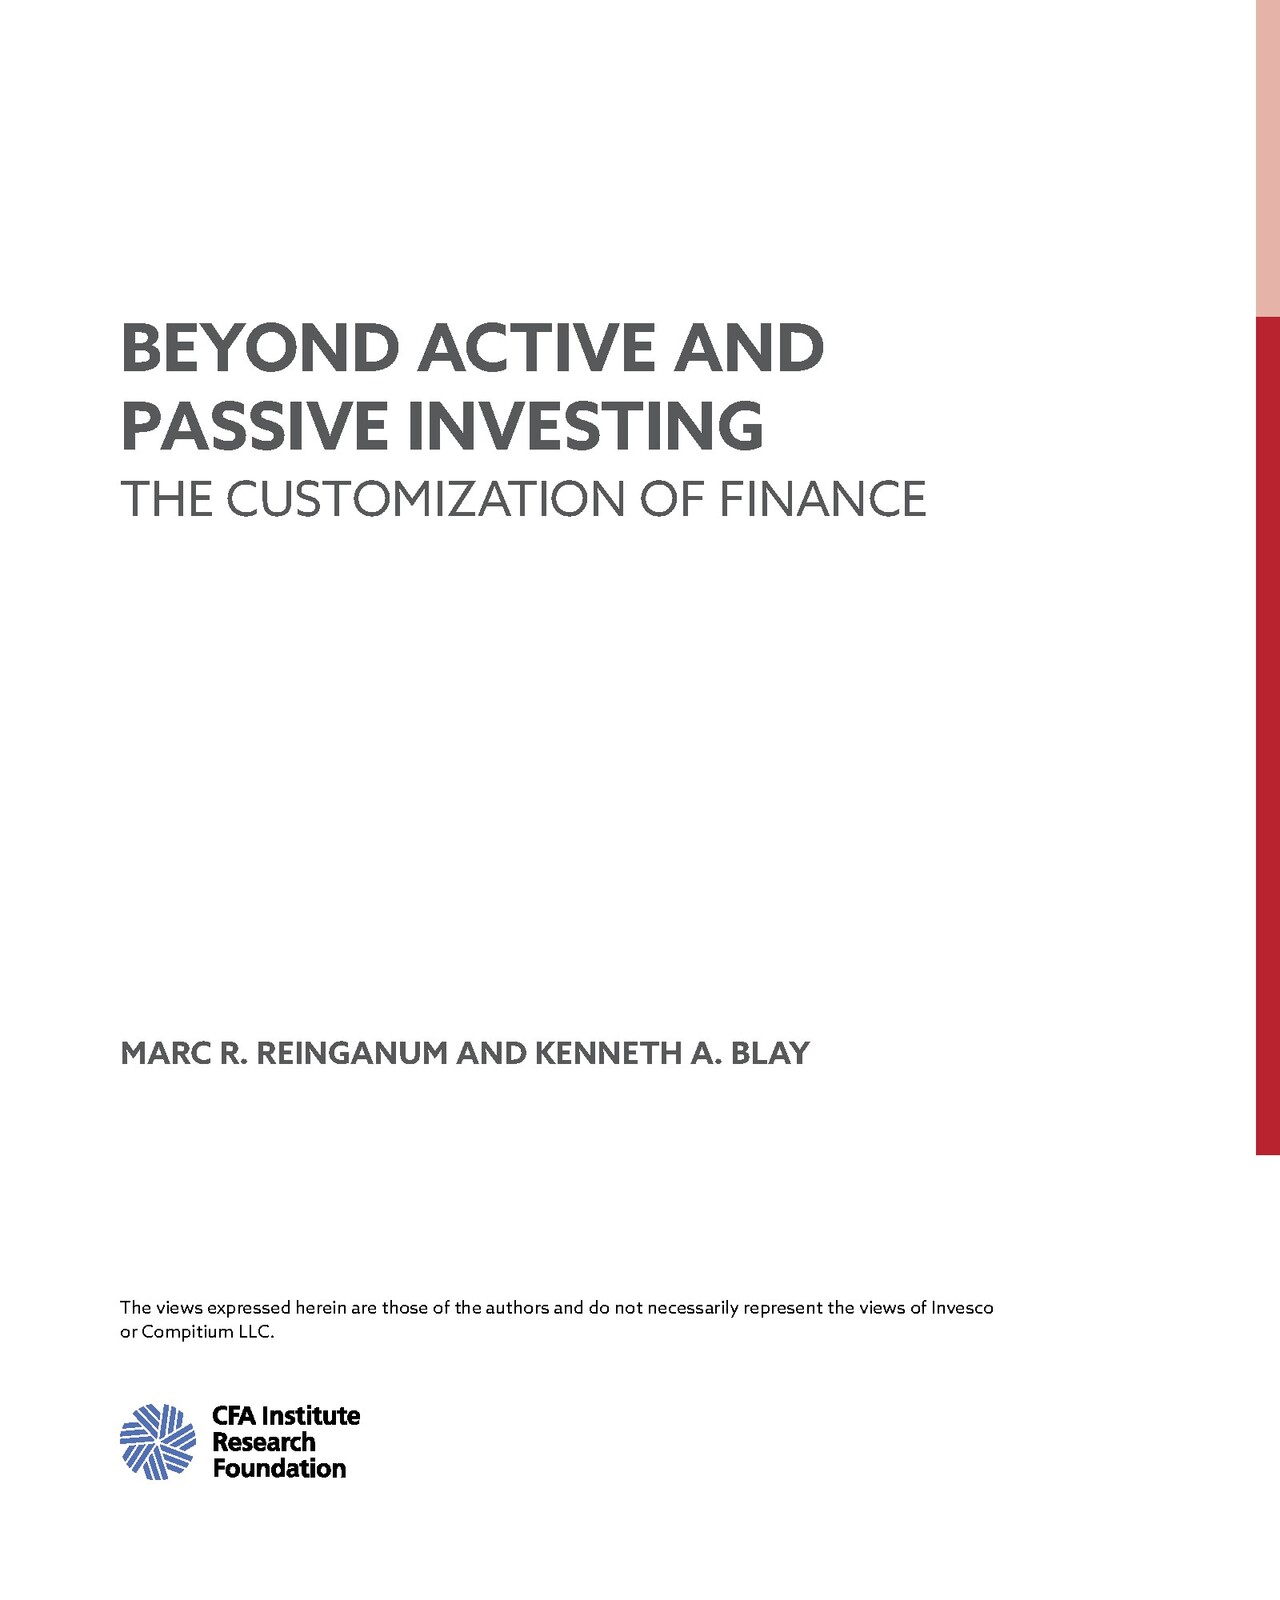 BEYOND ACTIVE AND
PASSIVE INVESTING
THE CUSTOMIZATION OF FINANCE
MARC R. REINGANUM AND KENNETH A. BLAY
The views expressed herein are those of the authors and do not necessarily represent the views of Invesco
or Compitium LLC.
CFA Institute
Research
Foundation